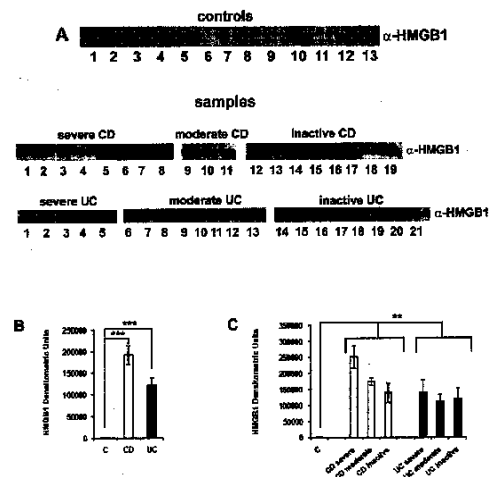 A
controls
α-HMGB1
1 2 3 4 5 6 7 8 9 10 11 12 13
samples
severe CD moderate CD inactive CD
α-HMGB1
1 2 3 4 5 6 7 8 9 10 11 12 13 14 15 16 17 18 19
severe UC moderate UC inactive UC
α-HMGB1
1 2 3 4 5 6 7 8 9 10 11 12 13 14 15 16 17 18 19 20 21
B
HMGB1 Densitometric Units
250000
200000
150000
100000
50000
0
***
***
C CD UC
C
HMGB1 Densitometric Units
350000
300000
250000
200000
150000
100000
50000
0
**
C CD severe CD moderate CD inactive UC severe UC moderate UC inactive